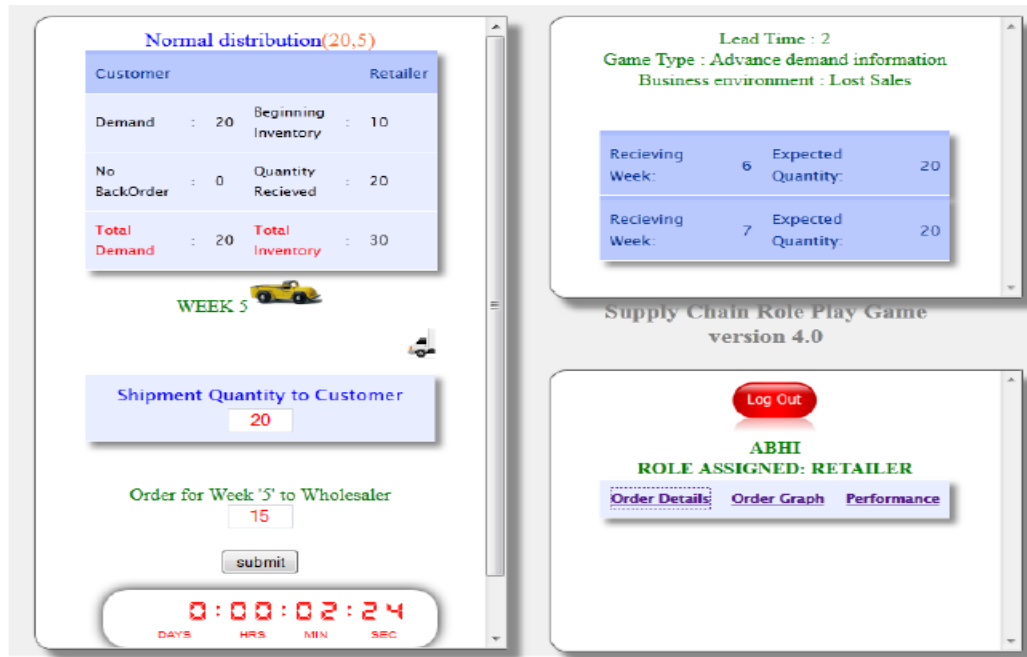 Normal distribution(20,5)
Customer Retailer
Demand : 20 Beginning Inventory : 10
No BackOrder : 0 Quantity Recieved : 20
Total Demand : 20 Total Inventory : 30
WEEK 5
Shipment Quantity to Customer
20
Order for Week '5' to Wholesaler
15
submit
0:00:02:24
DAYS HRS MIN SEC
Lead Time : 2
Game Type : Advance demand information
Business environment : Lost Sales
Recieving Week: 6 Expected Quantity: 20
Recieving Week: 7 Expected Quantity: 20
Supply Chain Role Play Game
version 4.0
Log Out
ABHI
ROLE ASSIGNED: RETAILER
Order Details Order Graph Performance